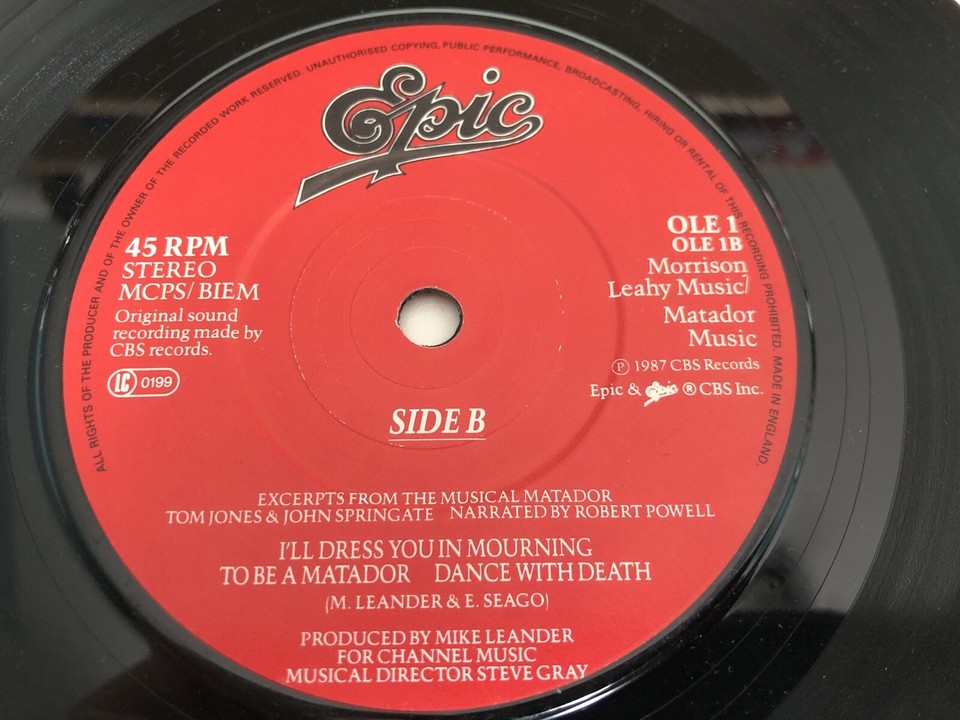 ALL RIGHTS OF THE PRODUCER AND OF THE OWNER OF THE RECORDED WORK RESERVED. UNAUTHORISED COPYING, PUBLIC PERFORMANCE, BROADCASTING, HIRING OR RENTAL OF THIS RECORDING PROHIBITED. MADE IN ENGLAND.
Epic
45 RPM
STEREO
MCPS/BIEM
Original sound
recording made by
CBS records.
LC 0199
OLE 1
OLE 1B
Morrison
Leahy Music/
Matador
Music
Ⓟ 1987 CBS Records
Epic & Epic ® CBS Inc.
SIDE B
EXCERPTS FROM THE MUSICAL MATADOR
TOM JONES & JOHN SPRINGATE NARRATED BY ROBERT POWELL
I'LL DRESS YOU IN MOURNING
TO BE A MATADOR DANCE WITH DEATH
(M. LEANDER & E. SEAGO)
PRODUCED BY MIKE LEANDER
FOR CHANNEL MUSIC
MUSICAL DIRECTOR STEVE GRAY